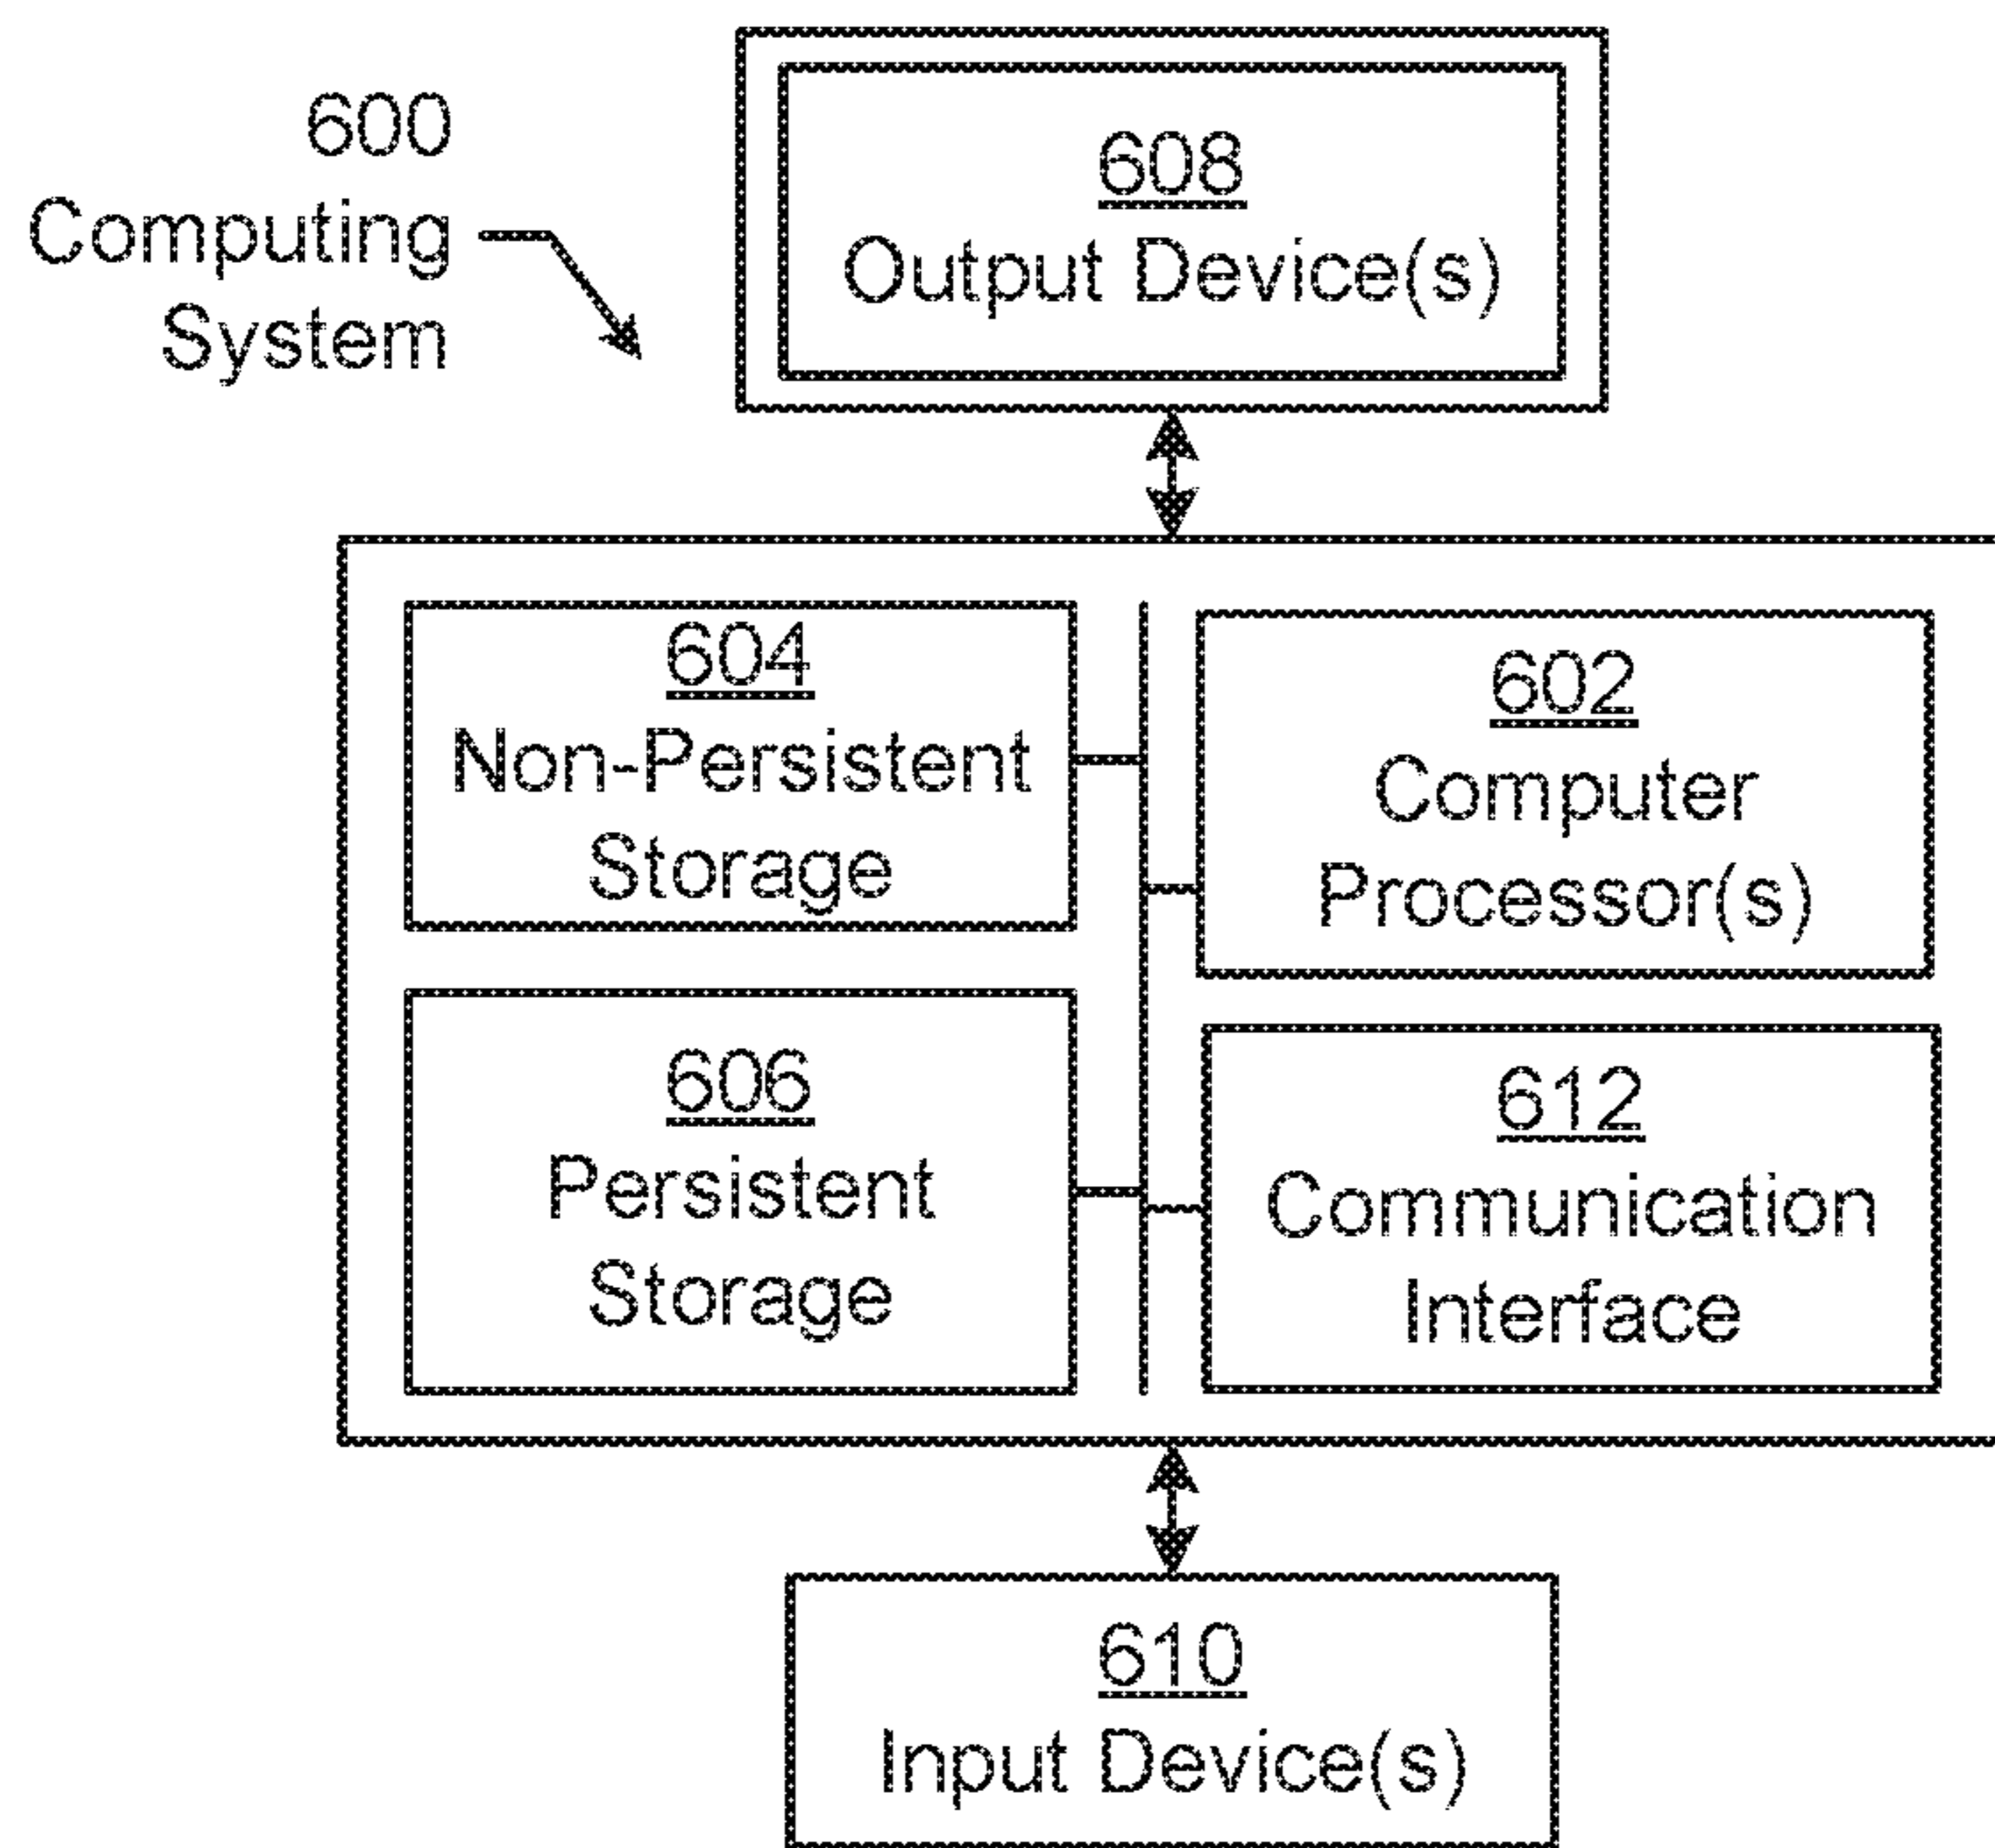 600
Computing
System
608
Output Device(s)
604
Non-Persistent
Storage
602
Computer
Processor(s)
606
Persistent
Storage
612
Communication
Interface
610
Input Device(s)